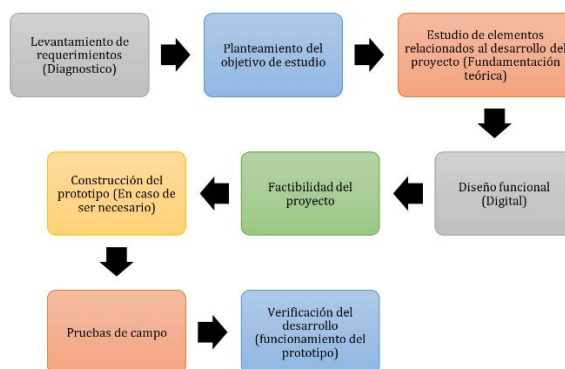 Levantamiento de
requerimientos
(Diagnostico)
Planteamiento del
objetivo de estudio
Estudio de elementos
relacionados al desarrollo del
proyecto (Fundamentación
teórica)
Diseño funcional
(Digital)
Factibilidad del
proyecto
Construcción del
prototipo (En caso de
ser necesario)
Pruebas de campo
Verificación del
desarrollo
(funcionamiento del
prototipo)